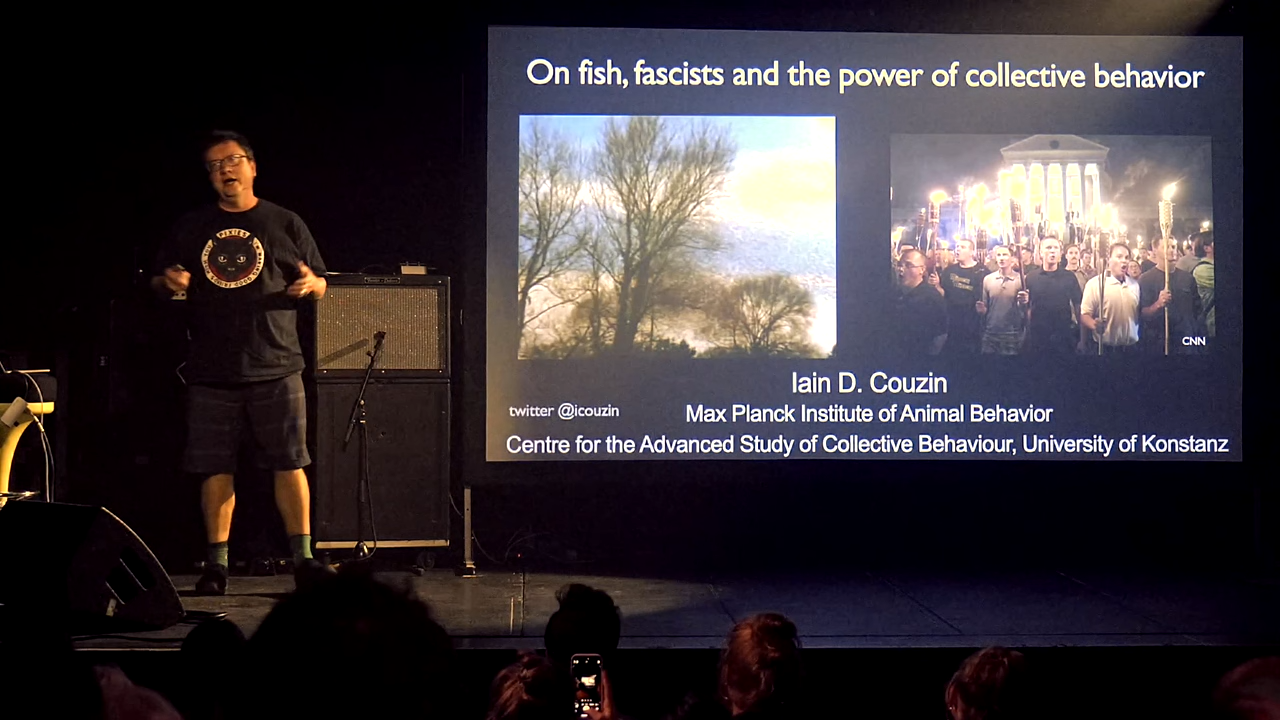 On fish, fascists and the power of collective behavior
PIXIES
CNN
Iain D. Couzin
twitter @icouzin
Max Planck Institute of Animal Behavior
Centre for the Advanced Study of Collective Behaviour, University of Konstanz